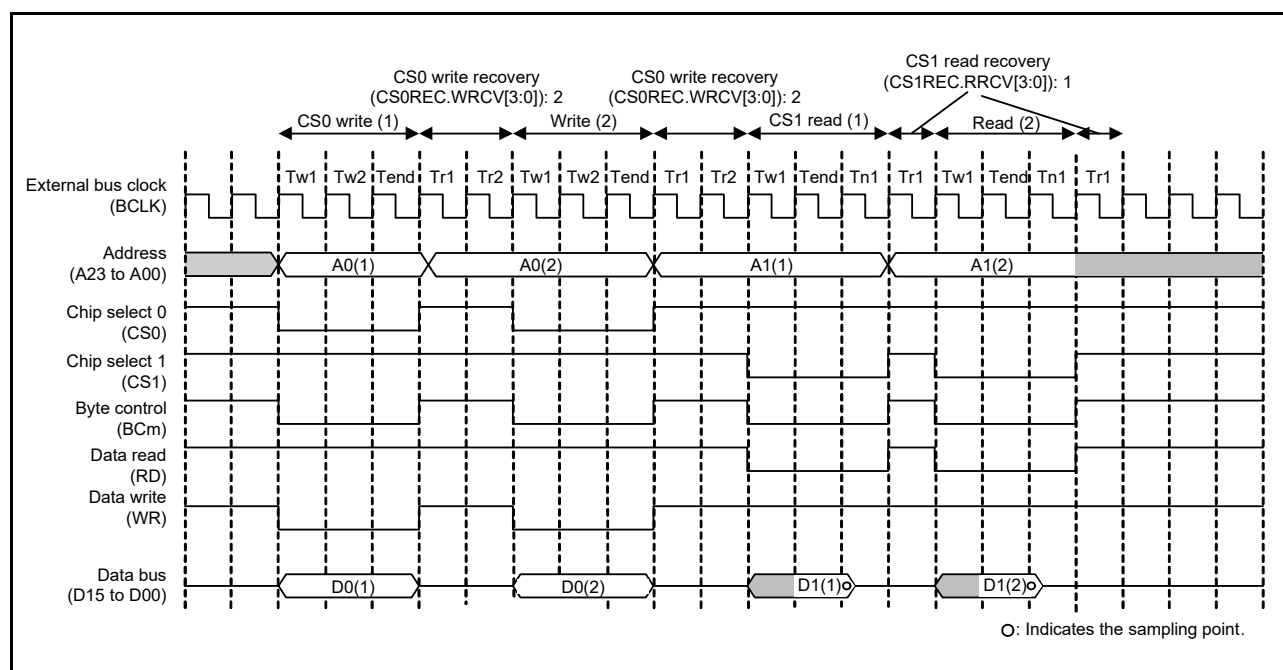 CS1 read recovery
(CS1REC.RRCV[3:0]): 1
CS0 write recovery
(CS0REC.WRCV[3:0]): 2
CS0 write recovery
(CS0REC.WRCV[3:0]): 2
CS0 write (1)
Write (2)
CS1 read (1)
Read (2)
Tw1 Tw2 Tend Tr1 Tr2 Tw1 Tw2 Tend Tr1 Tr2 Tw1 Tend Tn1 Tr1 Tw1 Tend Tn1 Tr1
External bus clock
(BCLK)
Address
(A23 to A00)
A0(1) A0(2) A1(1) A1(2)
Chip select 0
(CS0)
Chip select 1
(CS1)
Byte control
(BCm)
Data read
(RD)
Data write
(WR)
Data bus
(D15 to D00)
D0(1) D0(2) D1(1) D1(2)
: Indicates the sampling point.